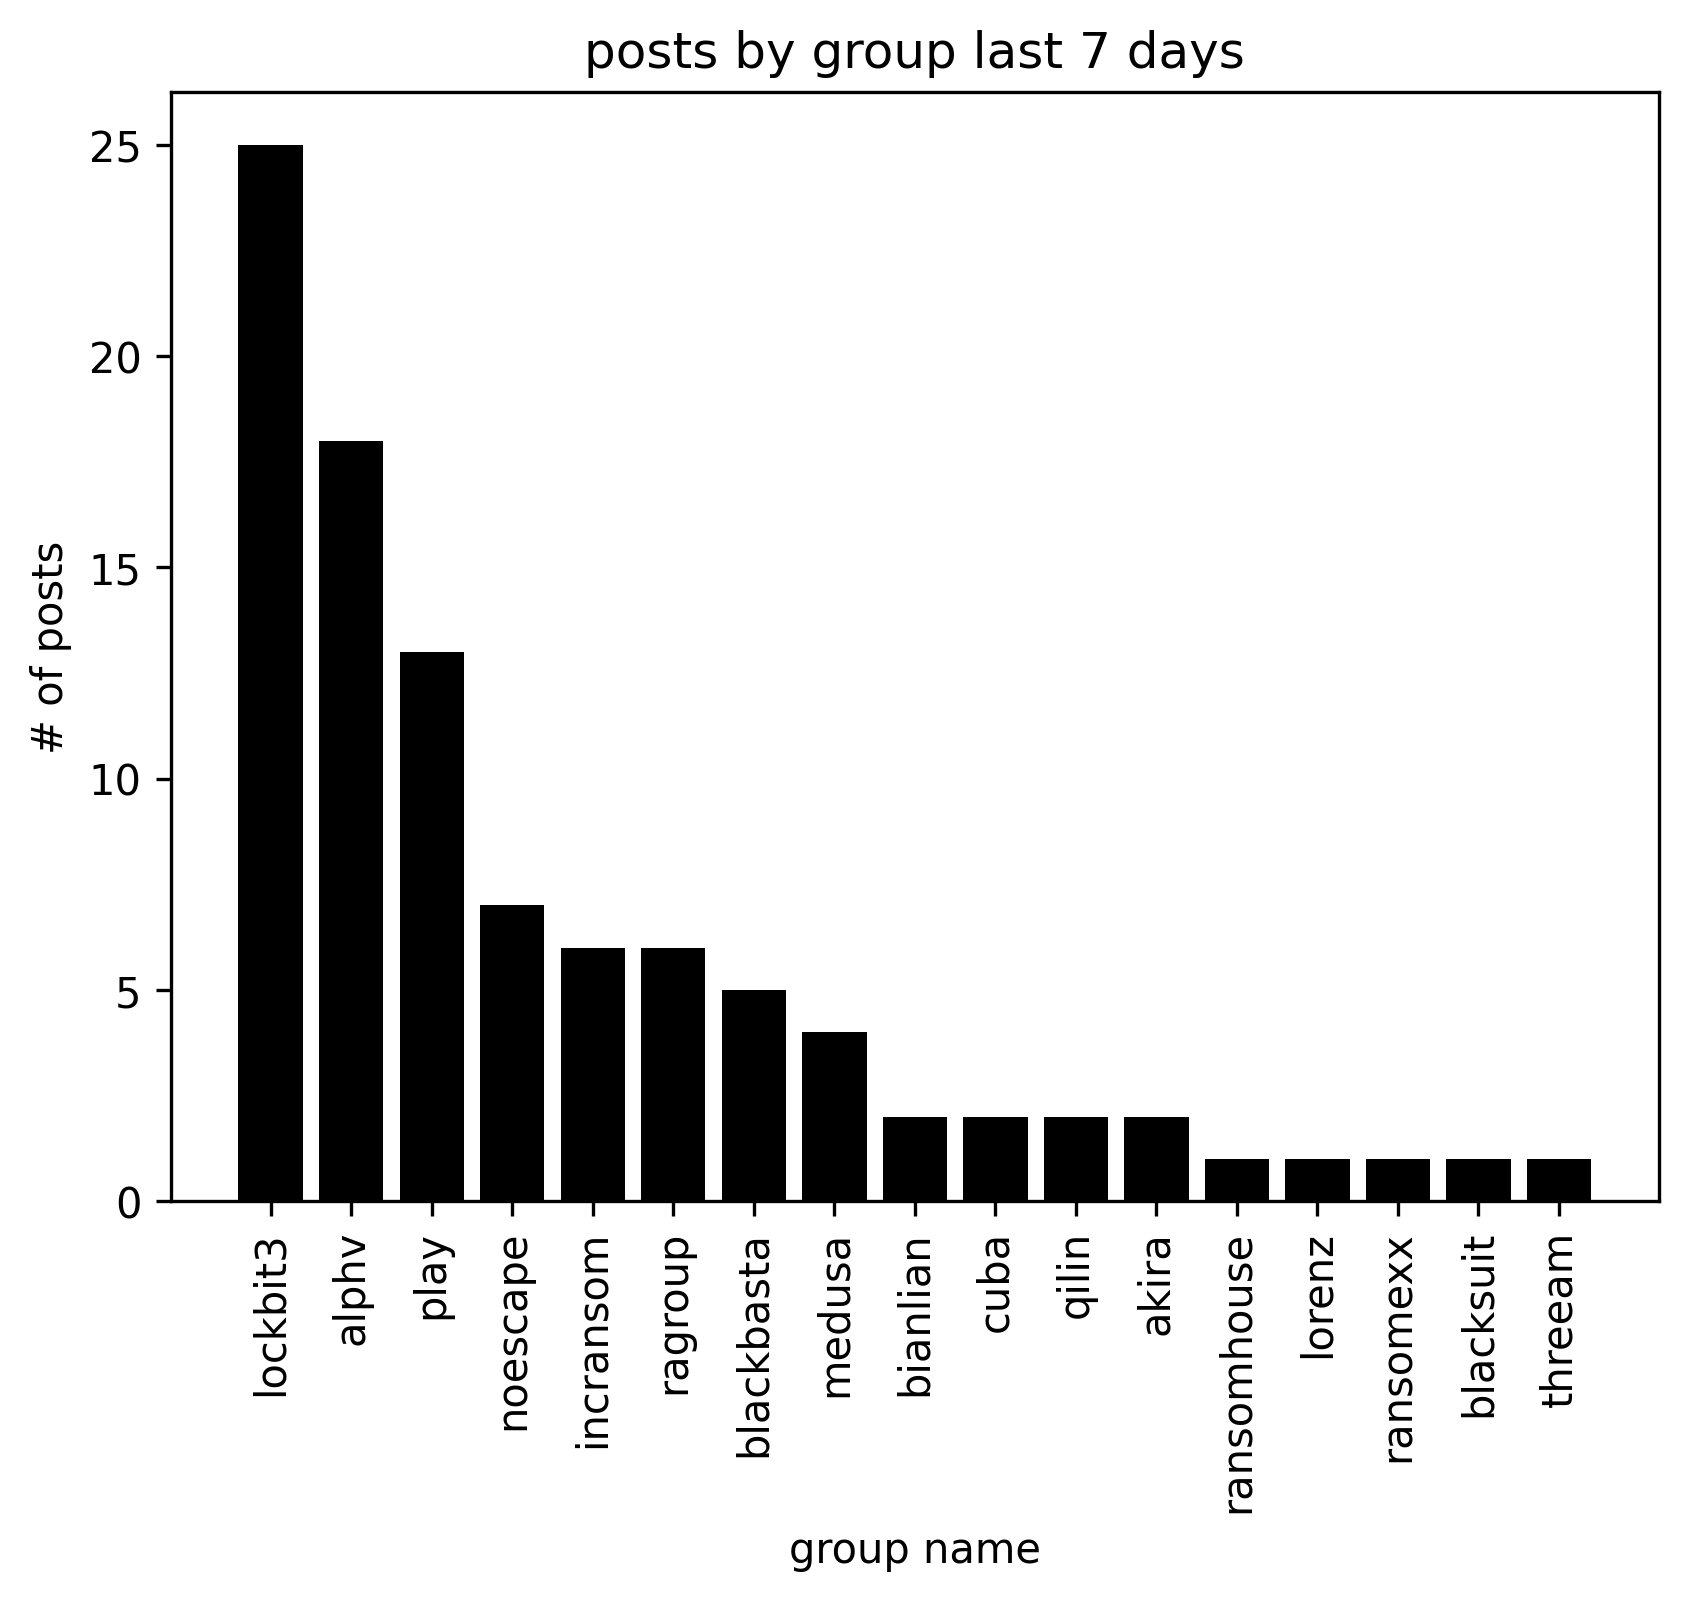 posts by group last 7 days
25
20
15
10
5
0
# of posts
lockbit3
alphv
play
noescape
incransom
ragroup
blackbasta
medusa
bianlian
cuba
qilin
akira
ransomhouse
lorenz
ransomexx
blacksuit
threeam
group name